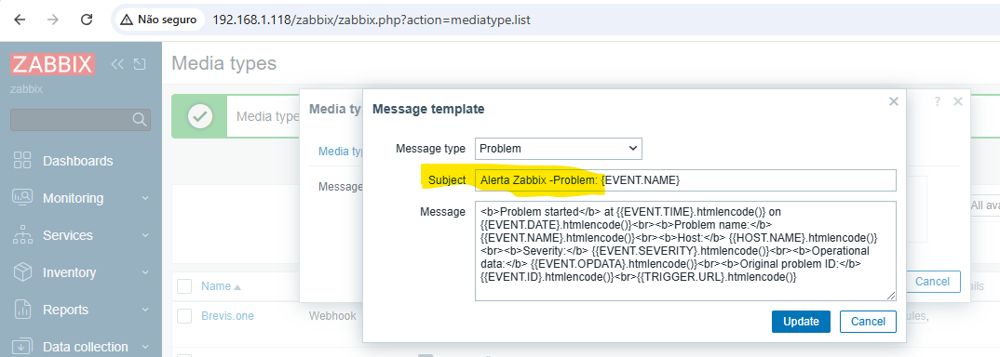 Não seguro
192.168.1.118/zabbix/zabbix.php?action=mediatype.list
ZABBIX
zabbix
Media types
Media type
Media ty
Message template
?
Media typ
Message type
Problem
Subject
Alerta Zabbix -Problem: {EVENT.NAME}
Message
Message
<b>Problem started</b> at {{EVENT.TIME}.htmlencode()} on
{{EVENT.DATE}.htmlencode()}<br><b>Problem name:</b>
{{EVENT.NAME}.htmlencode()}<br><b>Host:</b> {{HOST.NAME}.htmlencode()}
<br><b>Severity:</b> {{EVENT.SEVERITY}.htmlencode()}<br><b>Operational
data:</b> {{EVENT.OPDATA}.htmlencode()}<br><b>Original problem ID:</b>
{{EVENT.ID}.htmlencode()}<br>{{TRIGGER.URL}.htmlencode()}
Update
Cancel
Cancel
All ava
Dashboards
Monitoring
Services
Inventory
Reports
Data collection
Name
ils
Brevis.one
Webhook
ules,